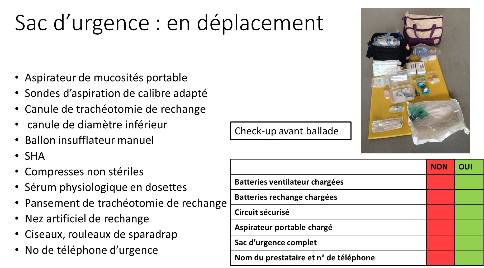 Sac d’urgence : en déplacement
• Aspirateur de mucosités portable
• Sondes d’aspiration de calibre adapté
• Canule de trachéotomie de rechange
• canule de diamètre inférieur
• Ballon insufflateur manuel
• SHA
• Compresses non stériles
• Sérum physiologique en dosettes
• Pansement de trachéotomie de rechange
• Nez artificiel de rechange
• Ciseaux, rouleaux de sparadrap
• No de téléphone d’urgence
Check-up avant ballade
NON OUI
Batteries ventilateur chargées
Batteries rechange chargées
Circuit sécurisé
Aspirateur portable chargé
Sac d’urgence complet
Nom du prestataire et n° de téléphone